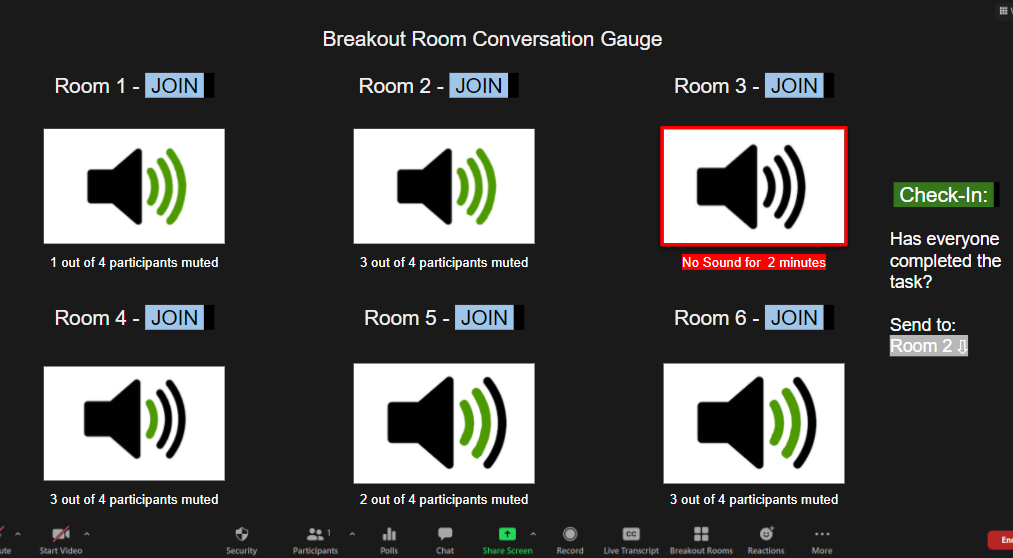 Breakout Room Conversation Gauge
Room 1 - JOIN
Room 2 - JOIN
Room 3 - JOIN
1 out of 4 participants muted
3 out of 4 participants muted
No Sound for 2 minutes
Room 4 - JOIN
Room 5 - JOIN
Room 6 - JOIN
3 out of 4 participants muted
2 out of 4 participants muted
3 out of 4 participants muted
Check-In:
Has everyone
completed the
task?
Send to:
Room 2 ⇩
ute
Start Video
Security
Participants
1
Polls
Chat
Share Screen
Record
CC
Live Transcript
Breakout Rooms
Reactions
More